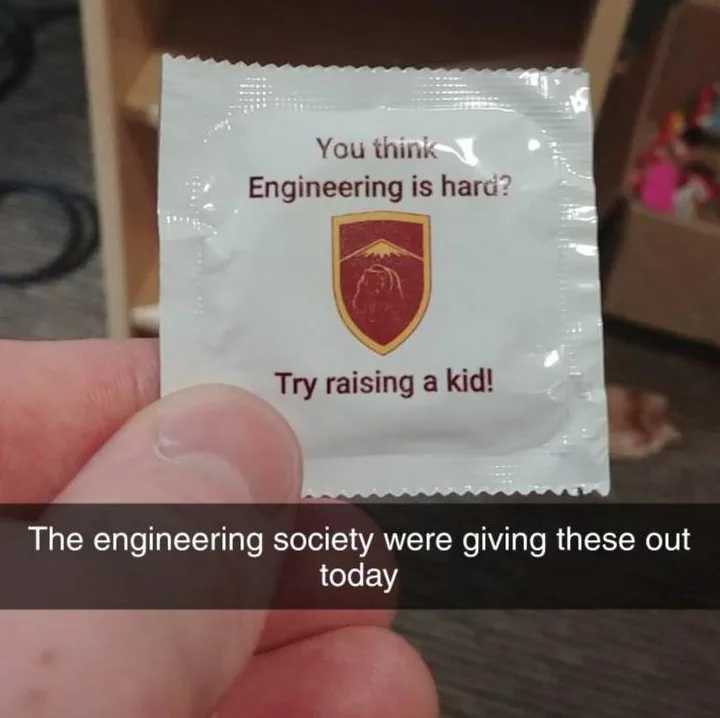 You think
Engineering is hard?
Try raising a kid!
The engineering society were giving these out
today